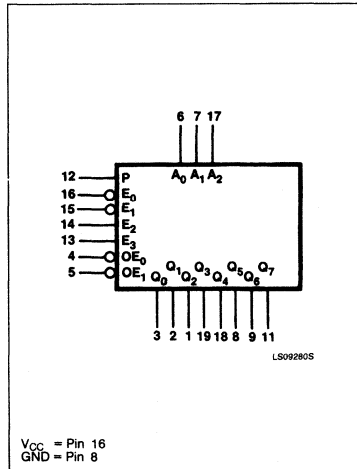 6 7 17
12 P A₀ A₁ A₂
16 E₀
15 E₁
14 E₂
13 E₃
4 OE₀
5 OE₁
Q₀ Q₁ Q₂ Q₃ Q₄ Q₅ Q₆ Q₇
3 2 1 19 18 8 9 11
LS09280S
V_CC = Pin 16
GND = Pin 8